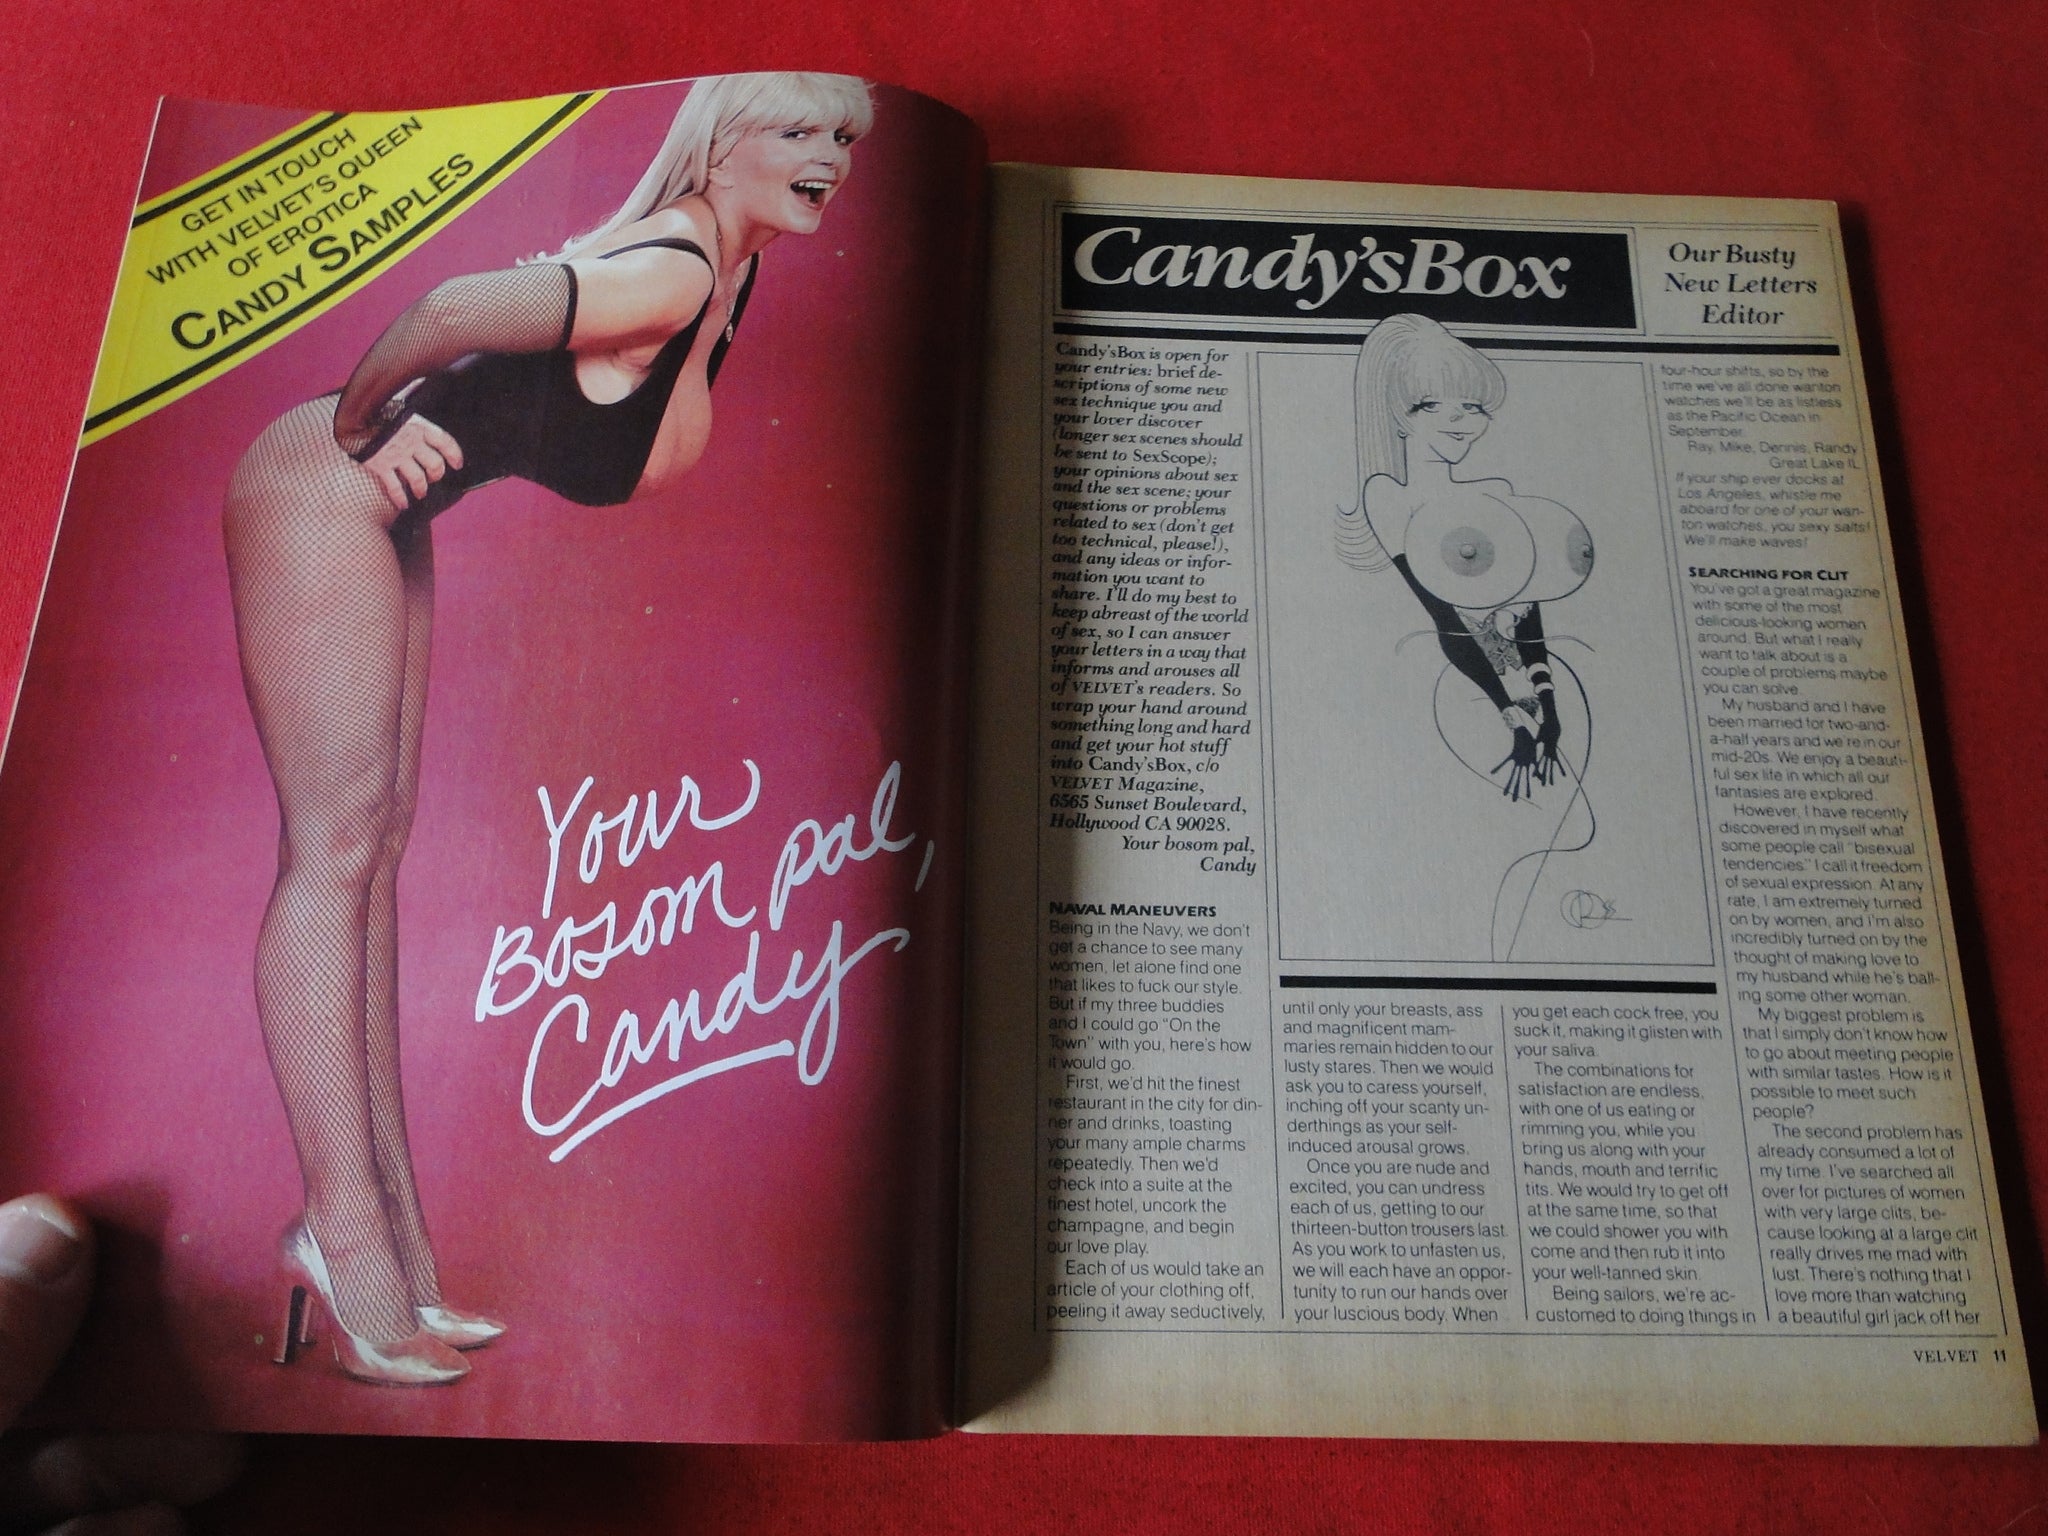 GET IN TOUCH
WITH VELVET'S QUEEN
OF EROTICA
CANDY SAMPLES
Your
Bosom pal,
Candy
Candy'sBox
Our Busty
New Letters
Editor
Candy'sBox is open for
your entries: brief de-
scriptions of some new
sex technique you and
your lover discover
(longer sex scenes should
be sent to SexScope);
your opinions about sex
and the sex scene; your
questions or problems
related to sex (don't get
too technical, please!),
and any ideas or infor-
mation you want to
share. I'll do my best to
keep abreast of the world
of sex, so I can answer
your letters in a way that
informs and arouses all
of VELVET's readers. So
wrap your hand around
something long and hard
and get your hot stuff
into Candy'sBox, c/o
VELVET Magazine,
6565 Sunset Boulevard,
Hollywood CA 90028.
Your bosom pal,
Candy
NAVAL MANEUVERS
Being in the Navy, we don't
get a chance to see many
women, let alone find one
that likes to fuck our style.
But if my three buddies
and I could go "On the
Town" with you, here's how
it would go.
First, we'd hit the finest
restaurant in the city for din-
ner and drinks, toasting
your many ample charms
repeatedly. Then we'd
check into a suite at the
finest hotel, uncork the
champagne, and begin
our love play.
Each of us would take an
article of your clothing off,
peeling it away seductively,
until only your breasts, ass
and magnificent mam-
maries remain hidden to our
lusty stares. Then we would
ask you to caress yourself,
inching off your scanty un-
derthings as your self-
induced arousal grows.
Once you are nude and
excited, you can undress
each of us, getting to our
thirteen-button trousers last.
As you work to unfasten us,
we will each have an oppor-
tunity to run our hands over
your luscious body. When
you get each cock free, you
suck it, making it glisten with
your saliva.
The combinations for
satisfaction are endless,
with one of us eating or
rimming you, while you
bring us along with your
hands, mouth and terrific
tits. We would try to get off
at the same time, so that
we could shower you with
come and then rub it into
your well-tanned skin.
Being sailors, we're ac-
customed to doing things in
four-hour shifts, so by the
time we've all done wanton
watches we'll be as listless
as the Pacific Ocean in
September.
Ray, Mike, Dennis, Randy
Great Lake IL
If your ship ever docks at
Los Angeles, whistle me
aboard for one of your wan-
ton watches, you sexy salts!
We'll make waves!
SEARCHING FOR CLIT
You've got a great magazine
with some of the most
delicious-looking women
around. But what I really
want to talk about is a
couple of problems maybe
you can solve.
My husband and I have
been married for two-and-
a-half years and we're in our
mid-20s. We enjoy a beauti-
ful sex life in which all our
fantasies are explored.
However, I have recently
discovered in myself what
some people call "bisexual
tendencies." I call it freedom
of sexual expression. At any
rate, I am extremely turned
on by women, and I'm also
incredibly turned on by the
thought of making love to
my husband while he's ball-
ing some other woman.
My biggest problem is
that I simply don't know how
to go about meeting people
with similar tastes. How is it
possible to meet such
people?
The second problem has
already consumed a lot of
my time. I've searched all
over for pictures of women
with very large clits, be-
cause looking at a large clit
really drives me mad with
lust. There's nothing that I
love more than watching
a beautiful girl jack off her
VELVET 11